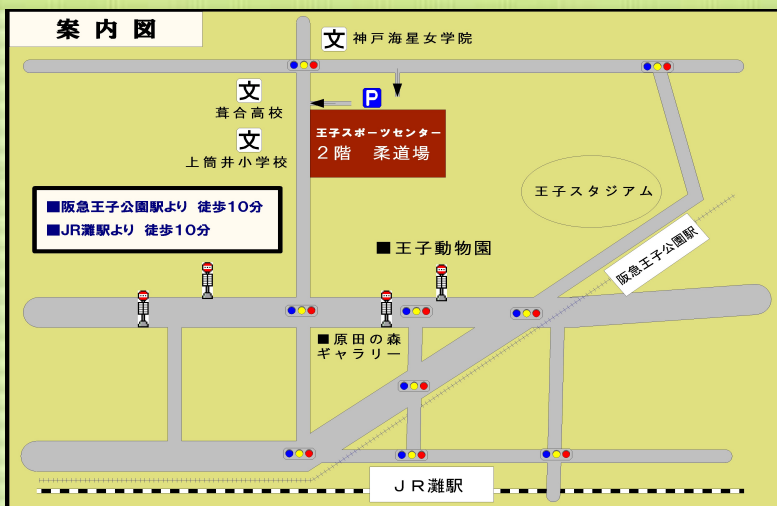 案内図
文 神戸海星女学院
文
葺合高校
P
文
上筒井小学校
王子スポーツセンター
2階 柔道場
王子スタジアム
■阪急王子公園駅より 徒歩10分
■JR灘駅より 徒歩10分
■王子動物園
阪急王子公園駅
■原田の森
ギャラリー
JR灘駅